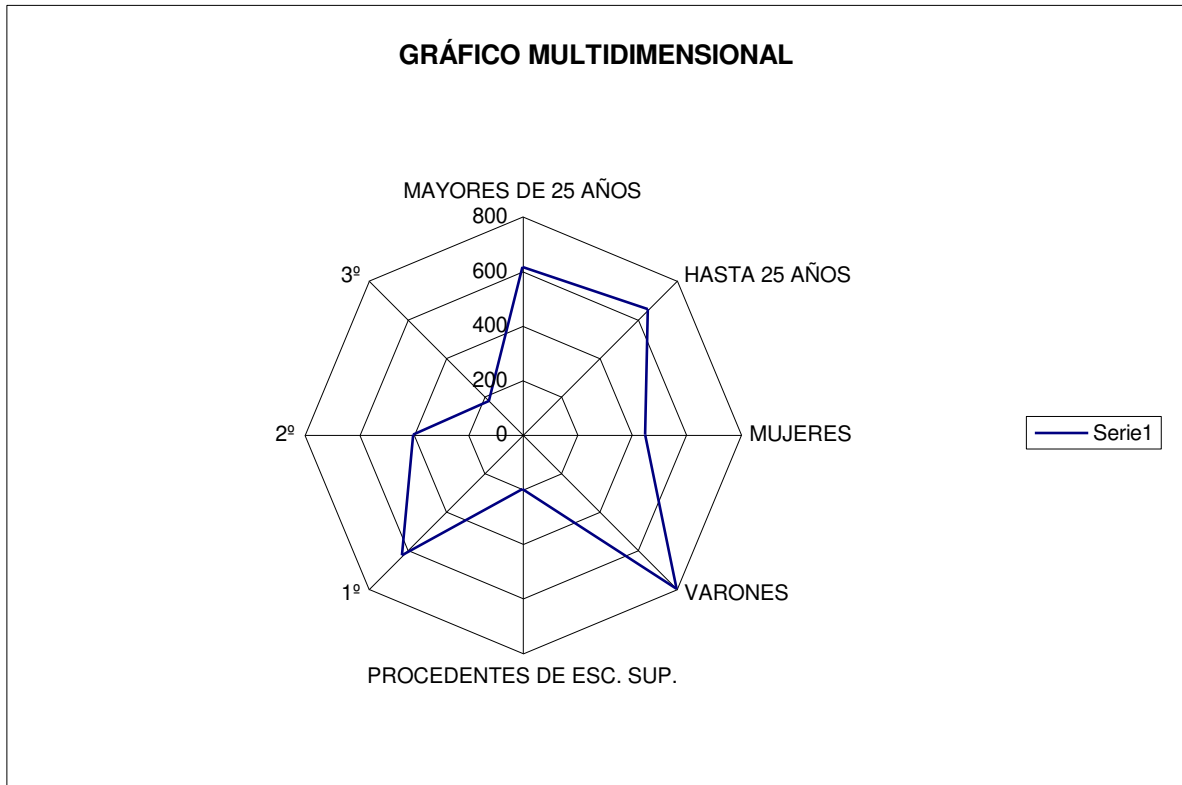 GRÁFICO MULTIDIMENSIONAL
MAYORES DE 25 AÑOS
800
600
400
200
0
HASTA 25 AÑOS
MUJERES
VARONES
PROCEDENTES DE ESC. SUP.
1º
2º
3º
Serie1